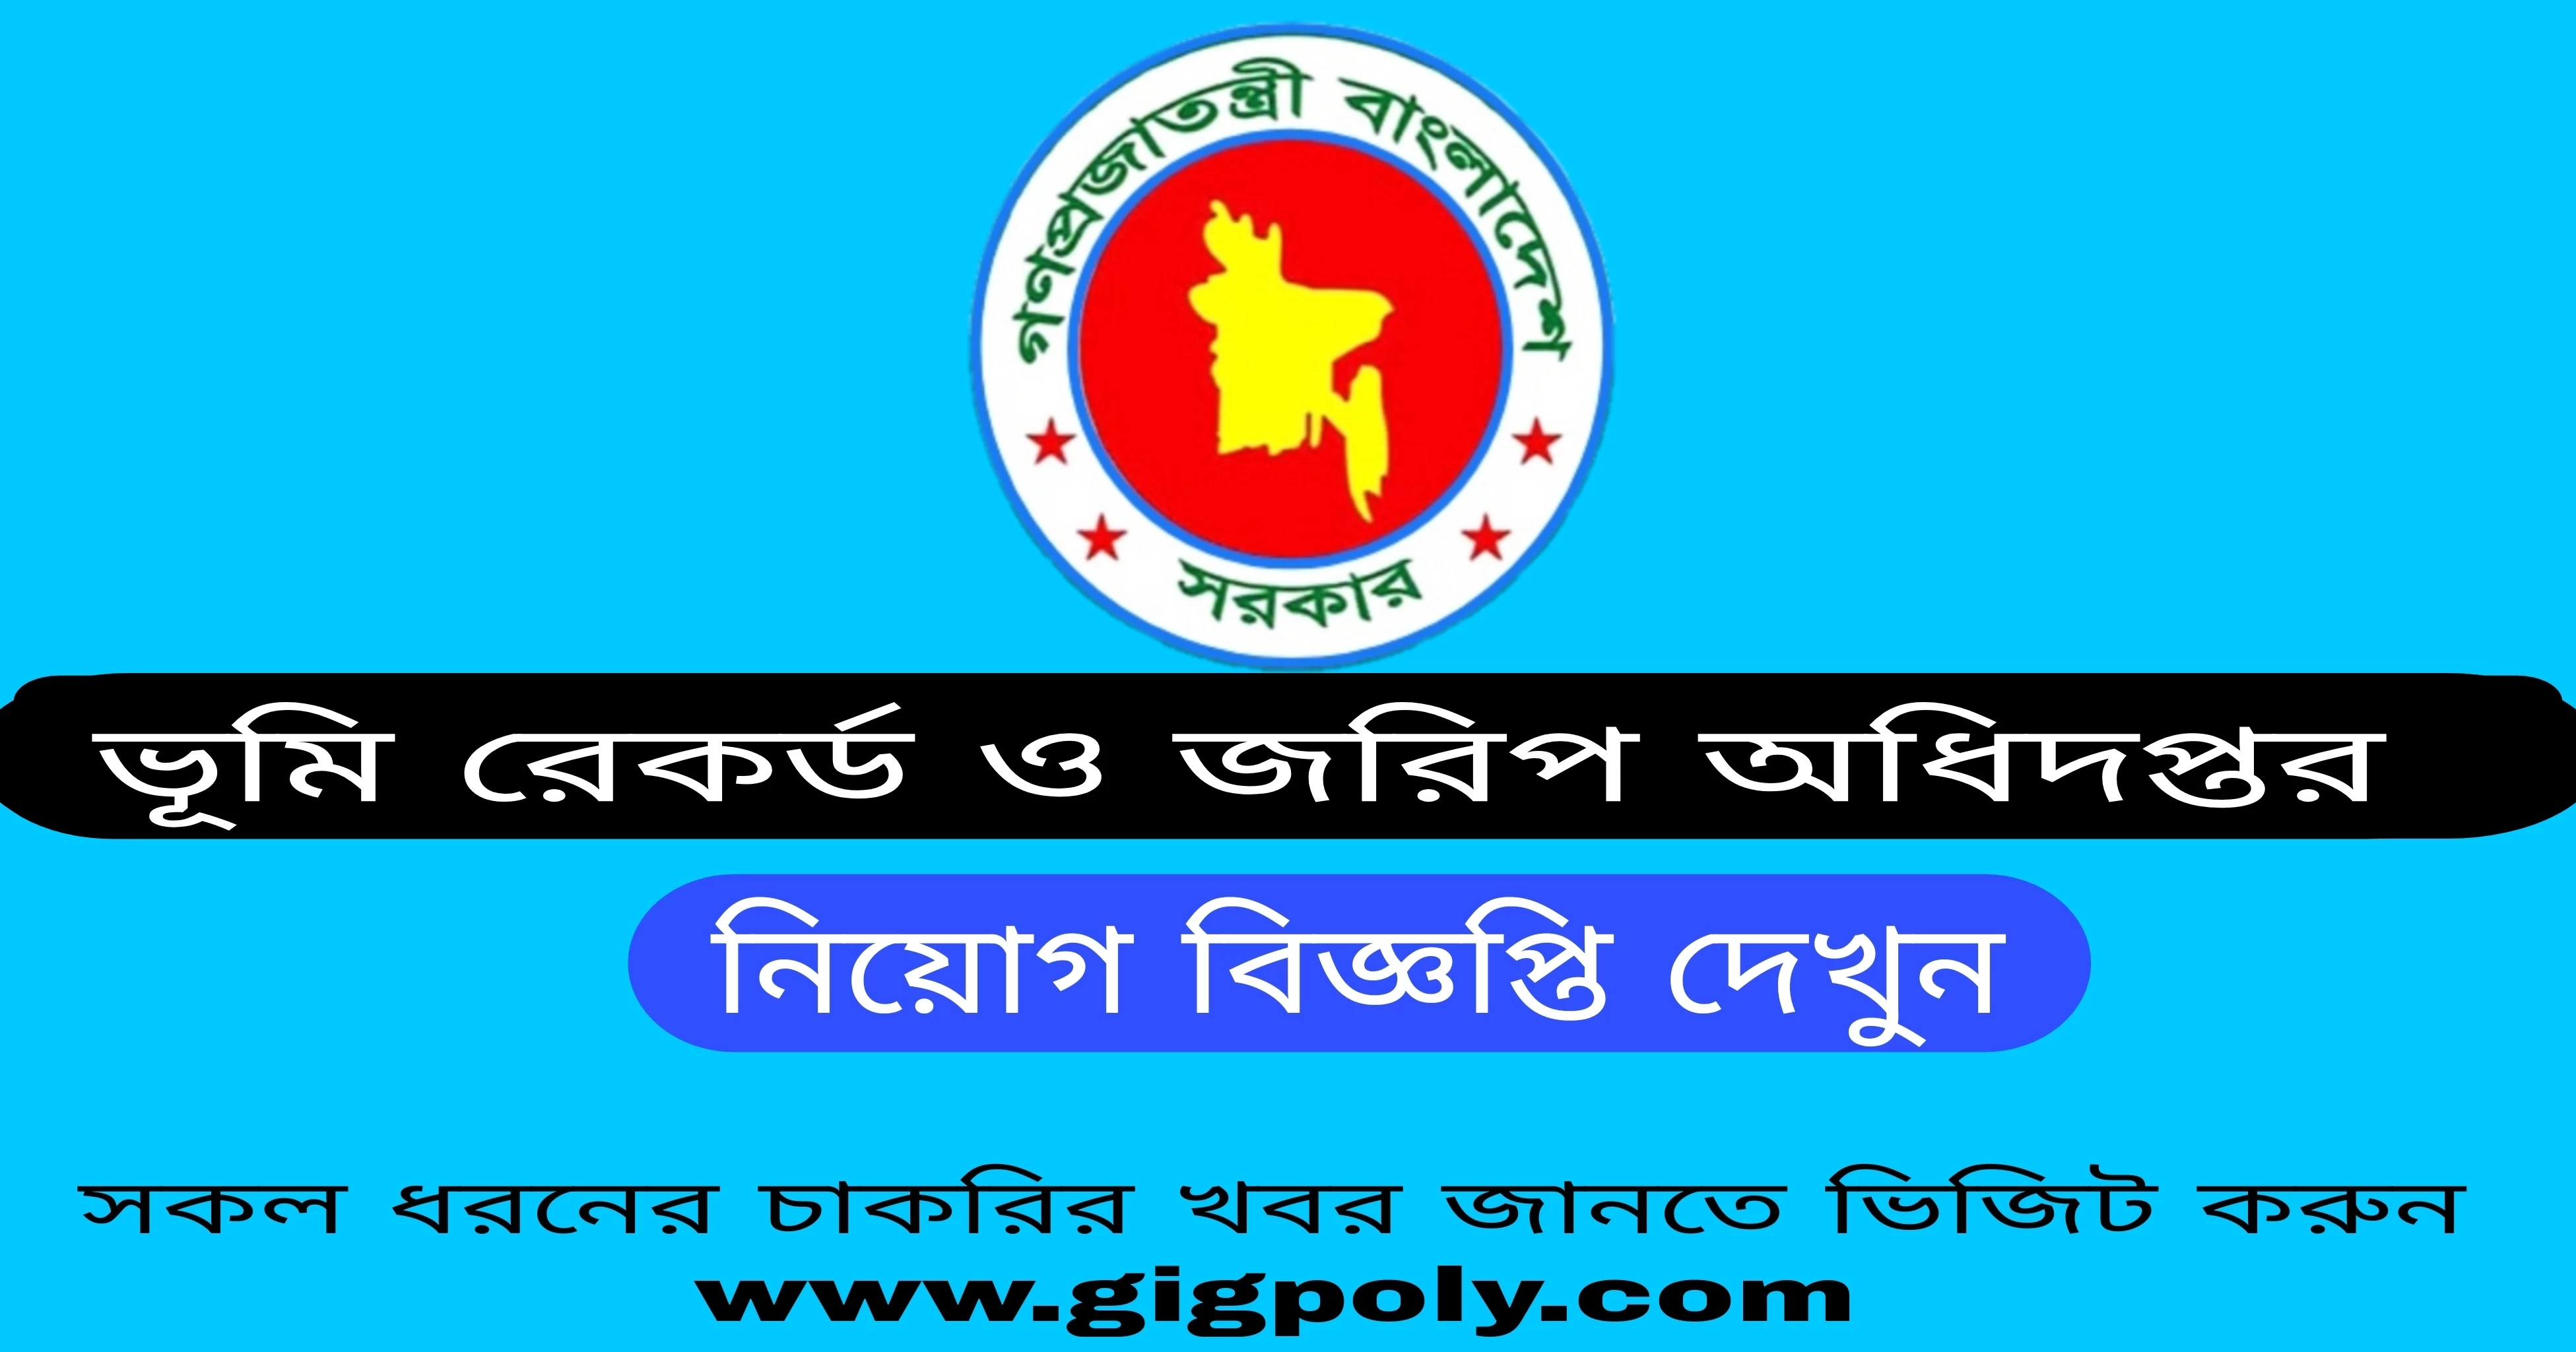 গণপ্রজাতন্ত্রী বাংলাদেশ
সরকার
ভূমি রেকর্ড ও জরিপ অধিদপ্তর
নিয়োগ বিজ্ঞপ্তি দেখুন
সকল ধরনের চাকরির খবর জানতে ভিজিট করুন
www.gigpoly.com